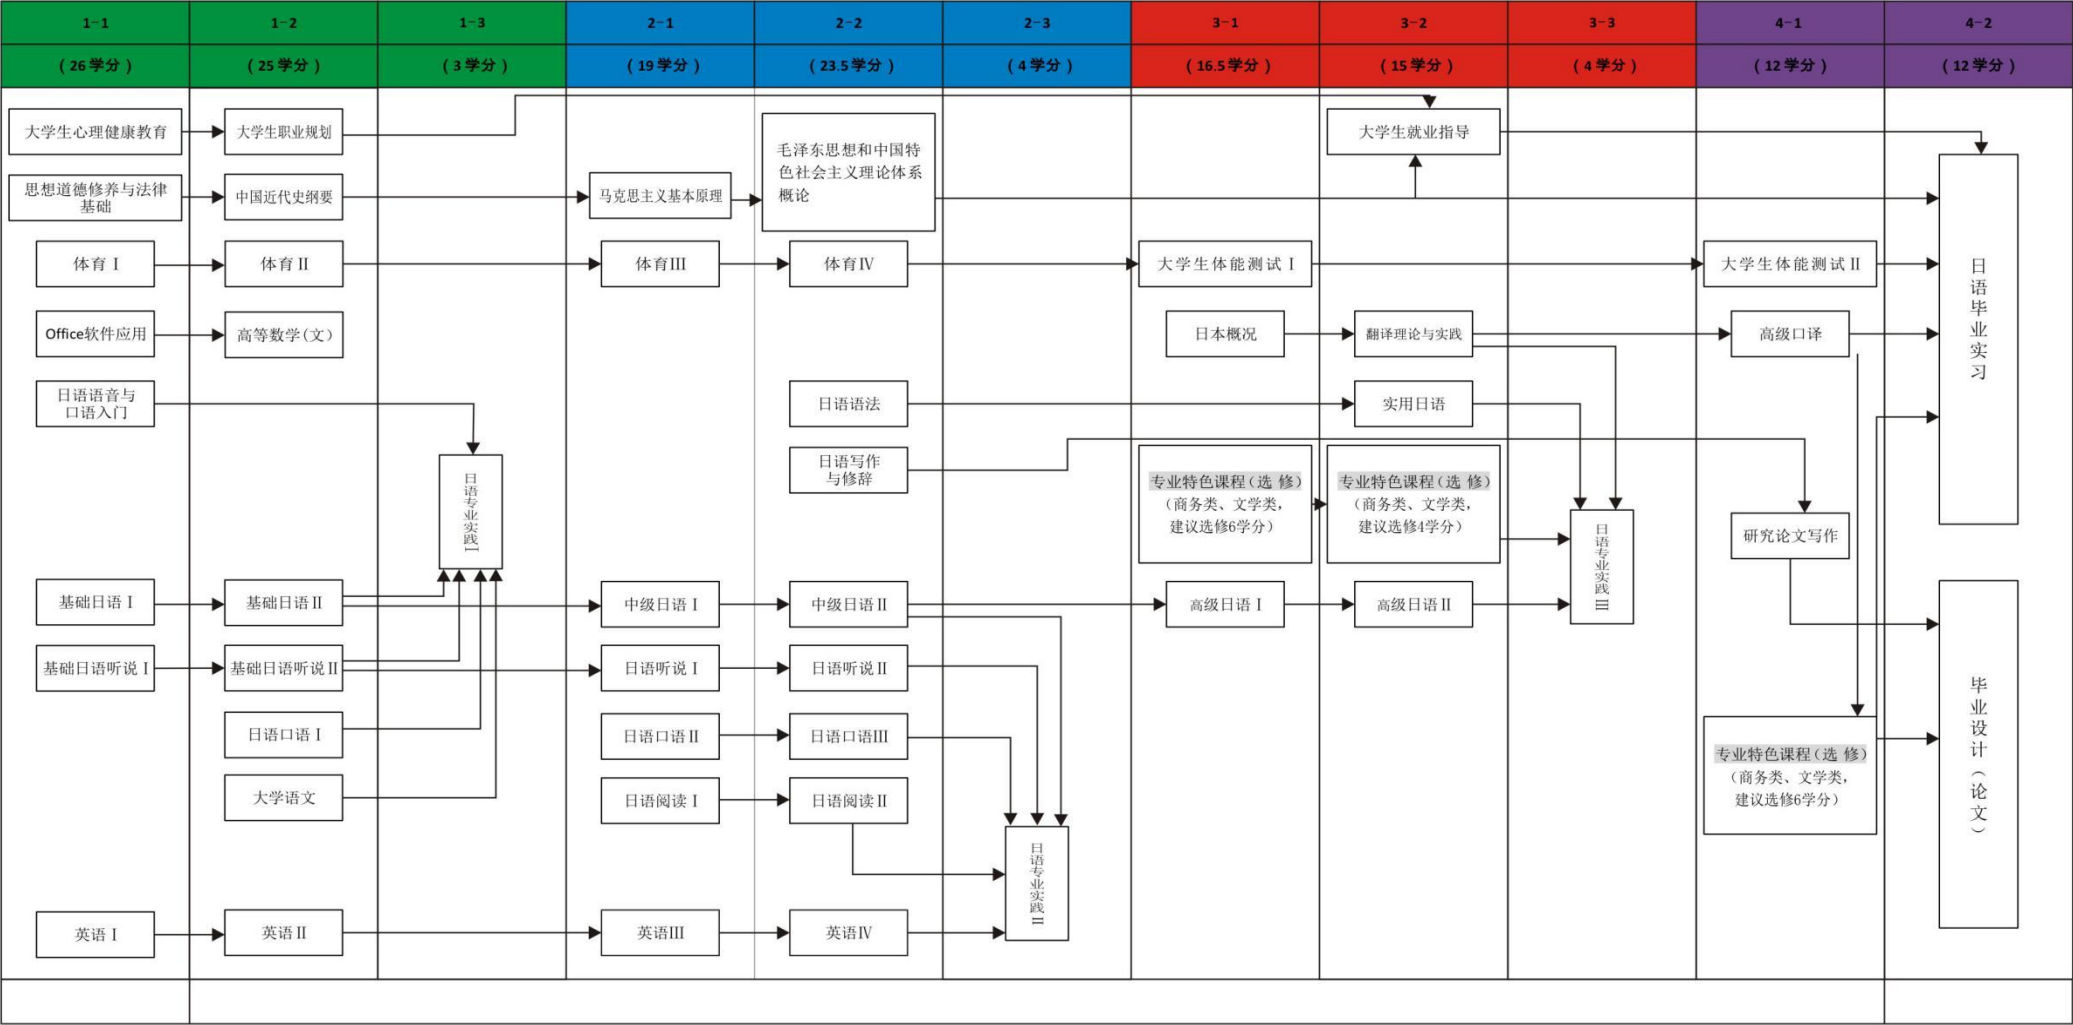 1-1
1-2
1-3
2-1
2-2
2-3
3-1
3-2
3-3
4-1
4-2
（26学分）
（25学分）
（3学分）
（19学分）
（23.5学分）
（4学分）
（16.5学分）
（15学分）
（4学分）
（12学分）
（12学分）
大学生心理健康教育
大学生职业规划
大学生就业指导
思想道德修养与法律
基础
中国近代史纲要
马克思主义基本原理
毛泽东思想和中国特
色社会主义理论体系
概论
体育Ⅰ
体育Ⅱ
体育Ⅲ
体育Ⅳ
大学生体能测试Ⅰ
大学生体能测试Ⅱ
日语毕业实习
Office软件应用
高等数学(文)
日本概况
翻译理论与实践
高级口译
日语语音与
口语入门
日语语法
实用日语
日语专业实践Ⅰ
日语写作
与修辞
专业特色课程(选 修)
（商务类、文学类，
建议选修6学分）
专业特色课程(选 修)
（商务类、文学类，
建议选修4学分）
日语专业实践Ⅲ
研究论文写作
基础日语Ⅰ
基础日语Ⅱ
中级日语Ⅰ
中级日语Ⅱ
高级日语Ⅰ
高级日语Ⅱ
基础日语听说Ⅰ
基础日语听说Ⅱ
日语听说Ⅰ
日语听说Ⅱ
日语口语Ⅰ
日语口语Ⅱ
日语口语Ⅲ
专业特色课程(选 修)
（商务类、文学类，
建议选修6学分）
毕业设计（论文）
大学语文
日语阅读Ⅰ
日语阅读Ⅱ
日语专业实践Ⅱ
英语Ⅰ
英语Ⅱ
英语Ⅲ
英语Ⅳ